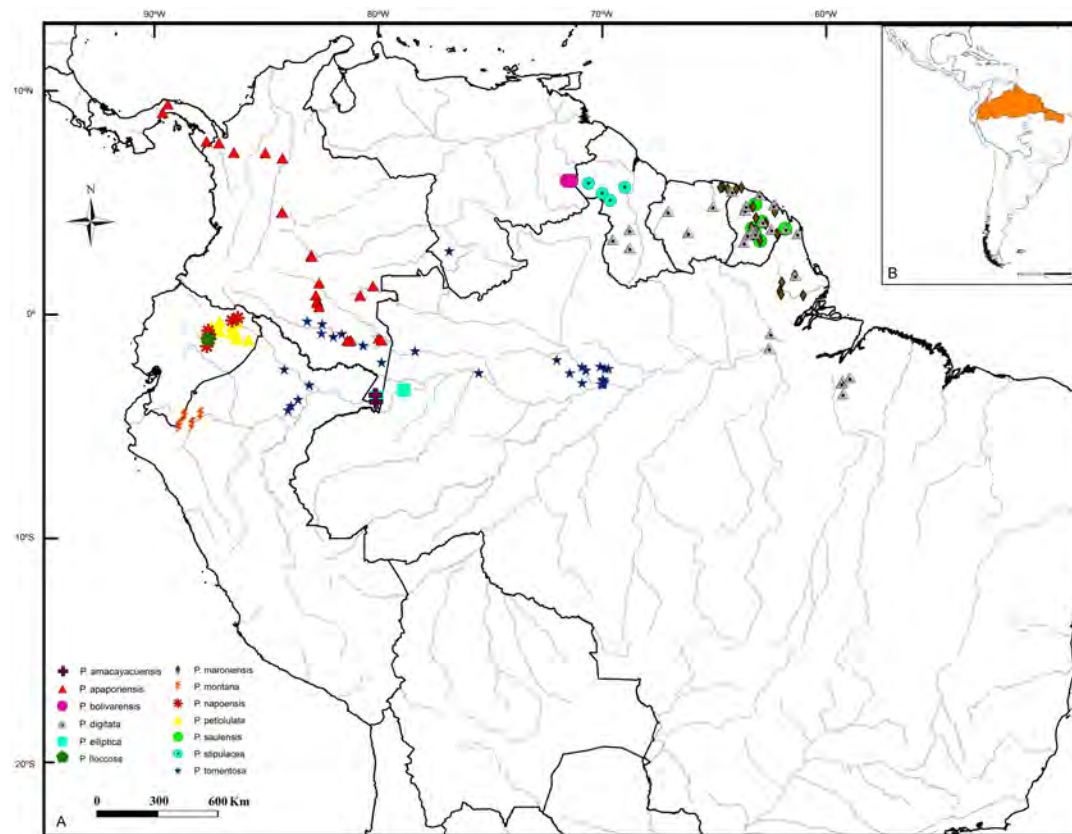 90°W 80°W 70°W 60°W
10°N
0°
10°S
20°S
N
B
P. amacayacuensis
P. apaporiensis
P. bolivarensis
P. digitata
P. elliptica
P. floccosa
P. maroniensis
P. montana
P. napoensis
P. petiolulata
P. saulensis
P. stipulacea
P. tomentosa
0 300 600 Km
A